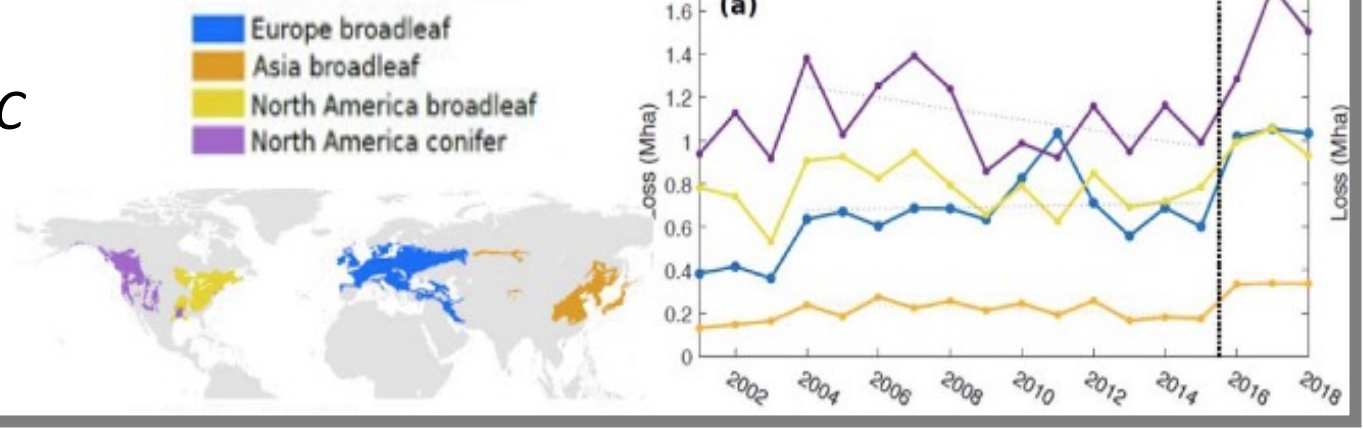 C
Europe broadleaf
Asia broadleaf
North America broadleaf
North America conifer
(a)
Loss (Mha)
1.6
1.4
1.2
1
0.8
0.6
0.4
0.2
0
2002
2004
2006
2008
2010
2012
2014
2016
2018
Loss (Mha)